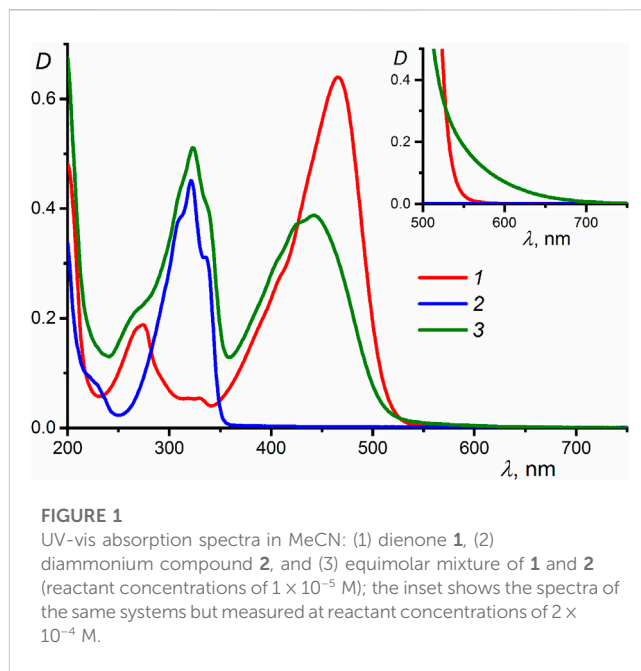 D
0.6
0.4
0.2
0.0
200 300 400 500 600 700
λ, nm
D
0.4
0.2
0.0
500 600 700
λ, nm
1
2
3
FIGURE 1
UV-vis absorption spectra in MeCN: (1) dienone 1, (2)
diammonium compound 2, and (3) equimolar mixture of 1 and 2
(reactant concentrations of 1 × 10⁻⁵ M); the inset shows the spectra of
the same systems but measured at reactant concentrations of 2 ×
10⁻⁴ M.